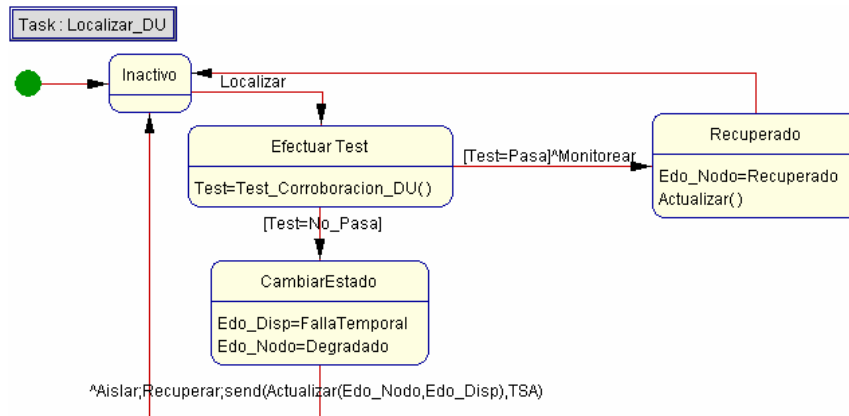 Task: Localizar_DU
Inactivo
Localizar
Efectuar Test
Test=Test_Corroboracion_DU()
[Test=Pasa]^Monitorear
Recuperado
Edo_Nodo=Recuperado
Actualizar()
[Test=No_Pasa]
CambiarEstado
Edo_Disp=FallaTemporal
Edo_Nodo=Degradado
^Aislar;Recuperar;send(Actualizar(Edo_Nodo,Edo_Disp),TSA)